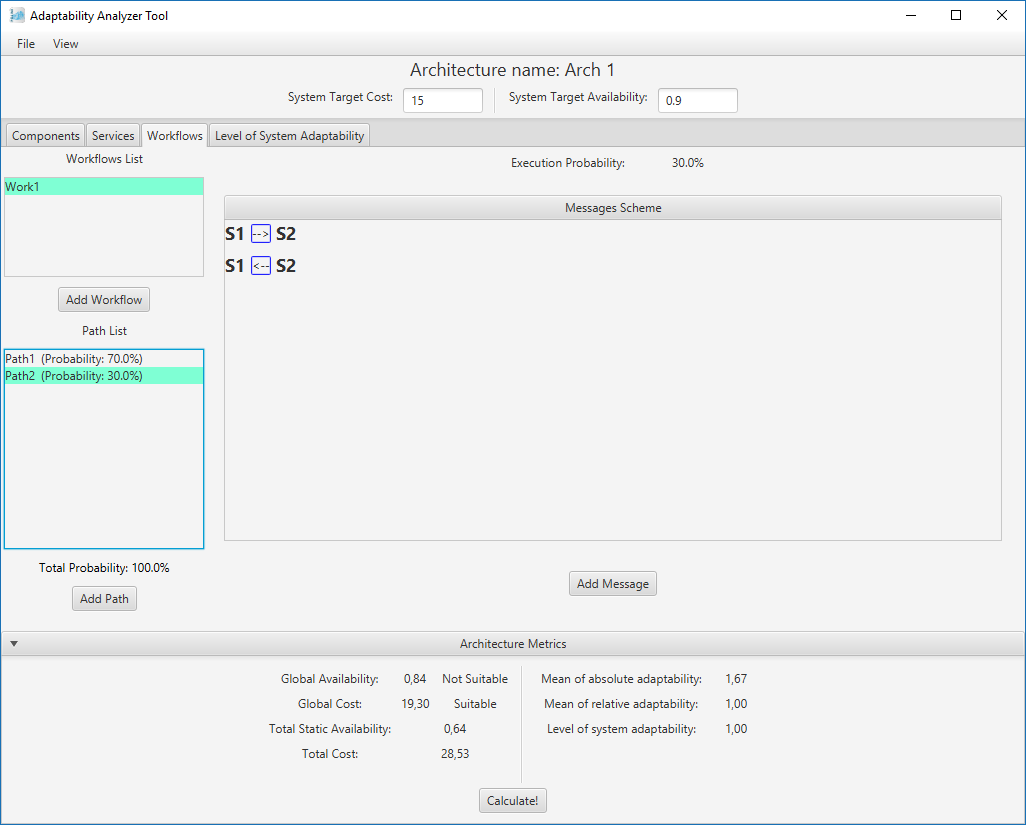 Adaptability Analyzer Tool
File View
Architecture name: Arch 1
System Target Cost: 15 System Target Availability: 0.9
Components Services Workflows Level of System Adaptability
Workflows List
Execution Probability: 30.0%
Work1
Messages Scheme
S1 --> S2
S1 <-- S2
Add Workflow
Path List
Path1 (Probability: 70.0%)
Path2 (Probability: 30.0%)
Total Probability: 100.0%
Add Path
Add Message
Architecture Metrics
Global Availability: 0,84 Not Suitable Mean of absolute adaptability: 1,67
Global Cost: 19,30 Suitable Mean of relative adaptability: 1,00
Total Static Availability: 0,64 Level of system adaptability: 1,00
Total Cost: 28,53
Calculate!